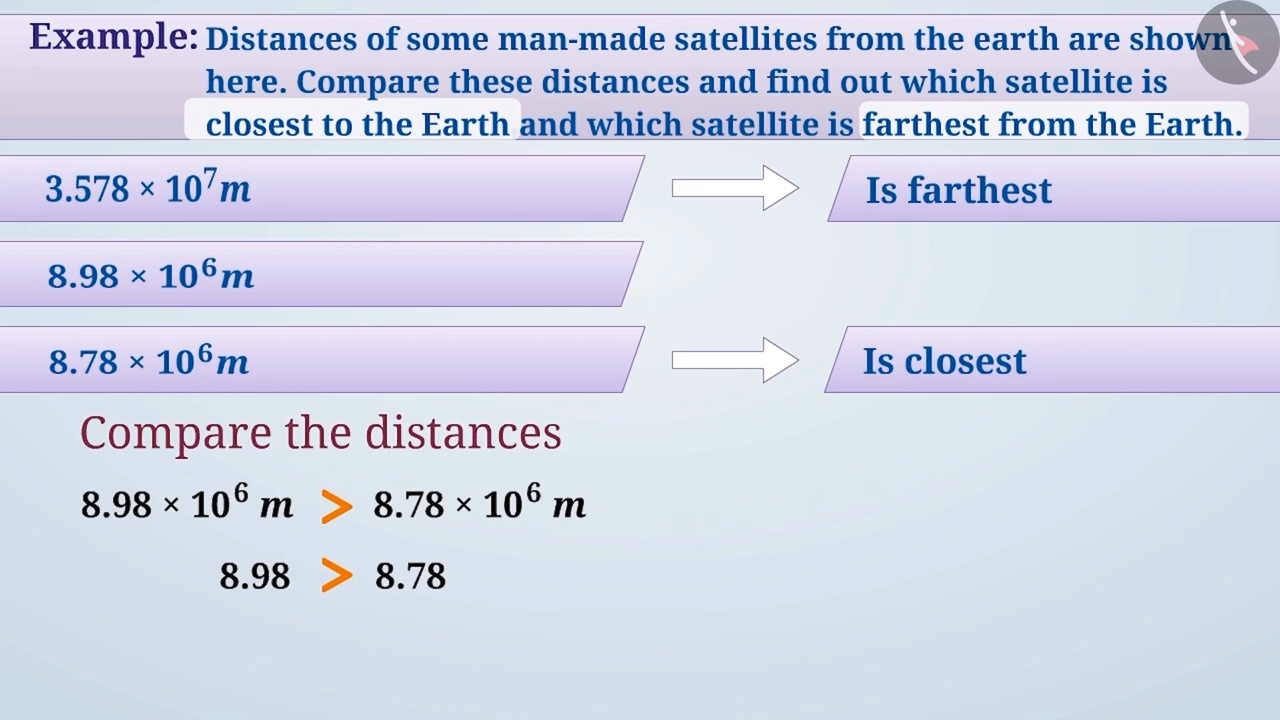 Example: Distances of some man-made satellites from the earth are shown
here. Compare these distances and find out which satellite is
closest to the Earth and which satellite is farthest from the Earth.
3.578 × 10⁷m
Is farthest
8.98 × 10⁶m
8.78 × 10⁶m
Is closest
Compare the distances
8.98 × 10⁶ m > 8.78 × 10⁶ m
8.98 > 8.78